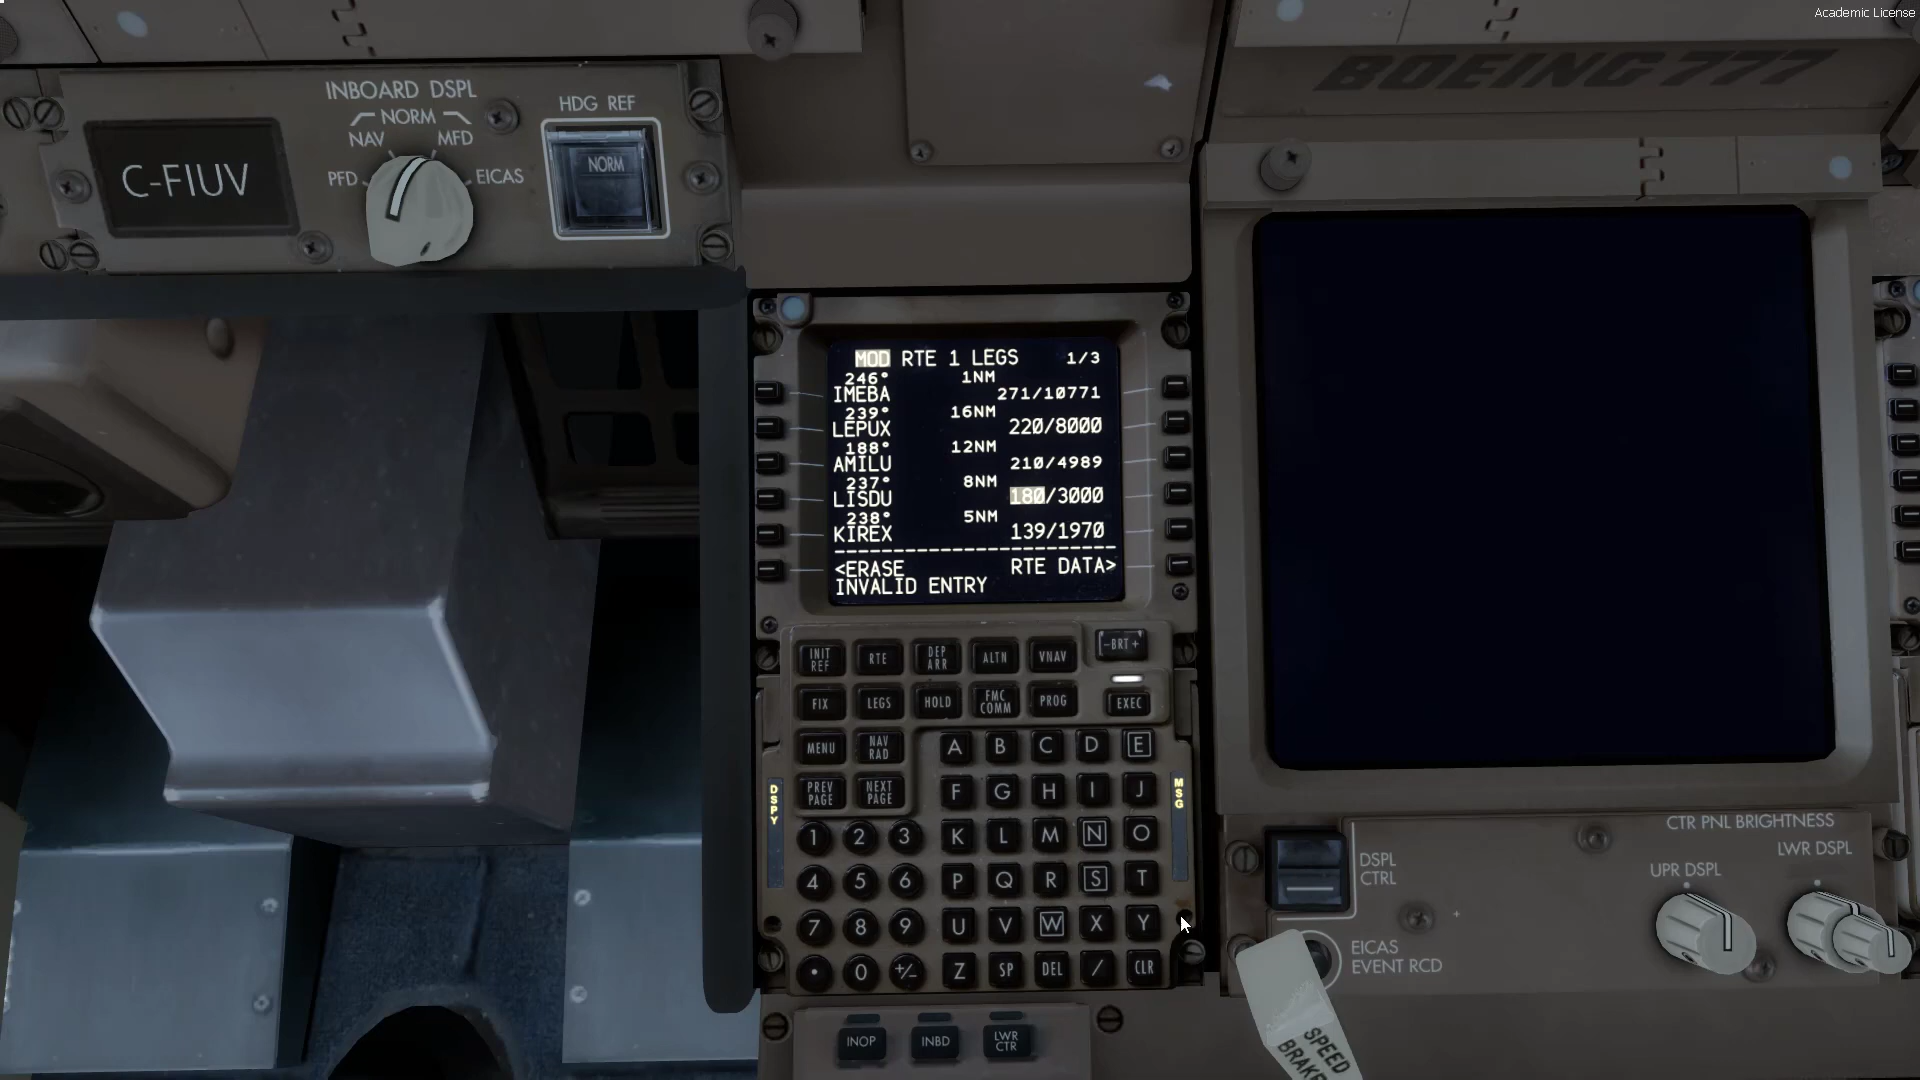 Academic License
BOEING 777
INBOARD DSPL
NORM
NAV
MFD
PFD
EICAS
HDG REF
NORM
C-FIUV
MOD RTE 1 LEGS 1/3
246° 1NM
IMEBA 271/10771
239° 16NM
LEPUX 220/8000
188° 12NM
AMILU 210/4989
237° 8NM
LISDU 180/3000
238° 5NM
KIREX 139/1970
--------------------
<ERASE RTE DATA>
INVALID ENTRY
INIT REF
RTE
DEP ARR
ALTN
VNAV
-BRT+
FIX
LEGS
HOLD
FMC COMM
PROG
EXEC
MENU
NAV RAD
PREV PAGE
NEXT PAGE
A B C D E
F G H I J
1 2 3 K L M N O
4 5 6 P Q R S T
7 8 9 U V W X Y
. 0 +/- Z SP DEL / CLR
DSPY
MSG
INOP
INBD
LWR CTR
DSPL
CTRL
EICAS
EVENT RCD
CTR PNL BRIGHTNESS
UPR DSPL
LWR DSPL
SPEED
BRAKE